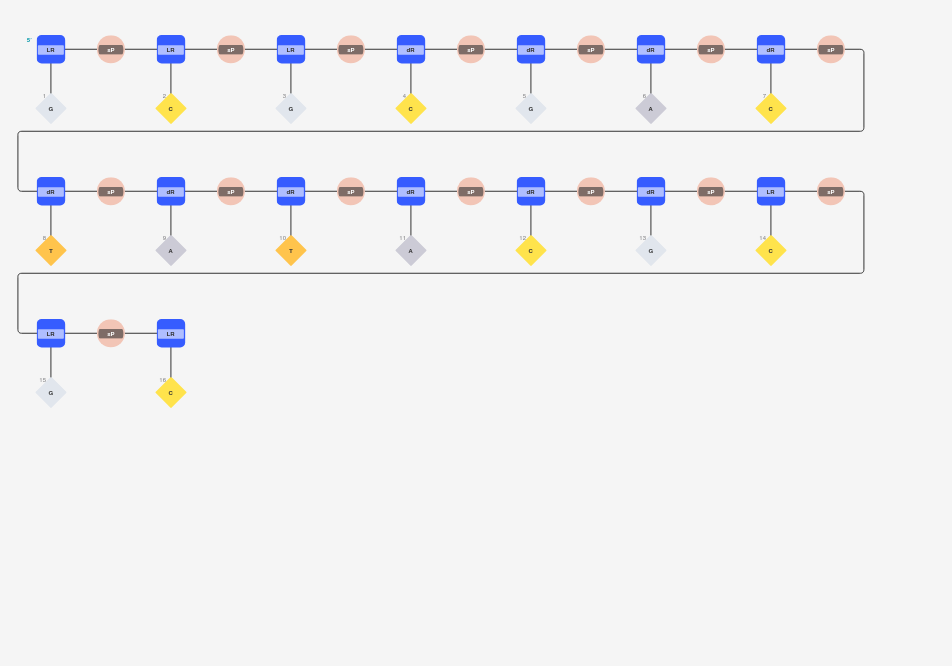 5' LR sP LR sP LR sP dR sP dR sP dR sP dR sP
1 2 3 4 5 6 7
G C G C G A C
dR sP dR sP dR sP dR sP dR sP dR sP LR sP
8 9 10 11 12 13 14
T A T A C G C
LR sP LR
15 16
G C